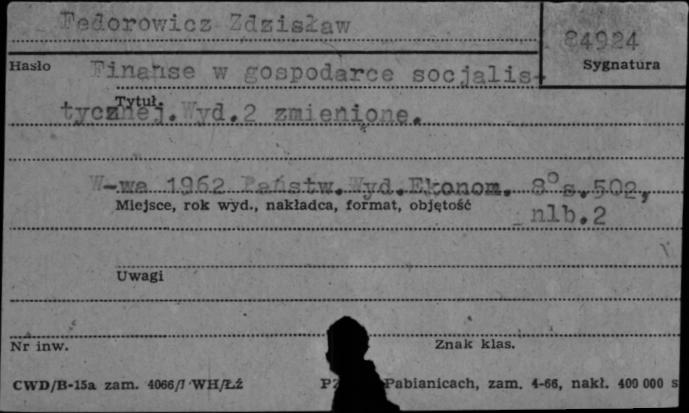 Fedorowicz Zdzisław
84924
Hasło
Sygnatura
Finanse w gospodarce socjalis-
Tytuł.
tycznej. Wyd.2 zmienione.
W-wa 1962 Państw. Wyd. Ekonom. 8° s.502,
Miejsce, rok wyd., nakładca, format, objętość
nlb.2
Uwagi
Nr inw.
Znak klas.
CWD/B-15a zam. 4066/7 WH/Łź
Pabianicach, zam. 4-66, nakł. 400 000 s